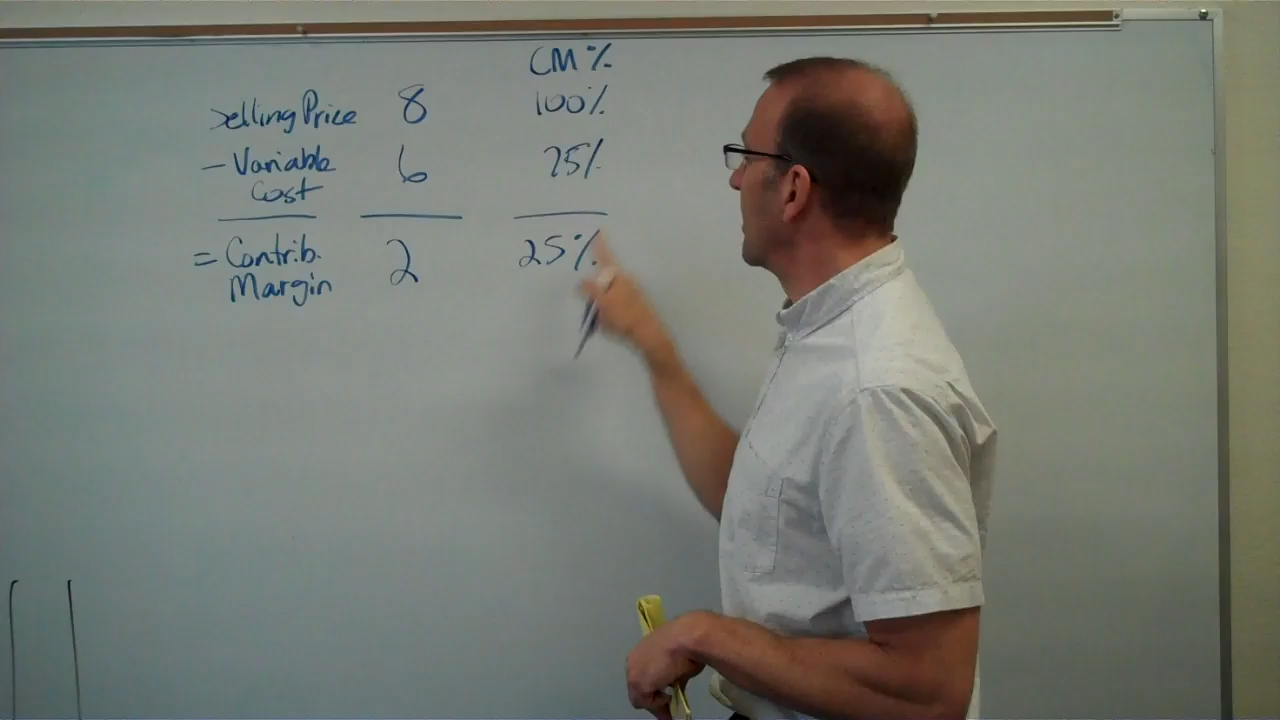 CM%
Selling Price 8 100%
- Variable 6 75%
Cost
= Contrib. 2 25%
Margin